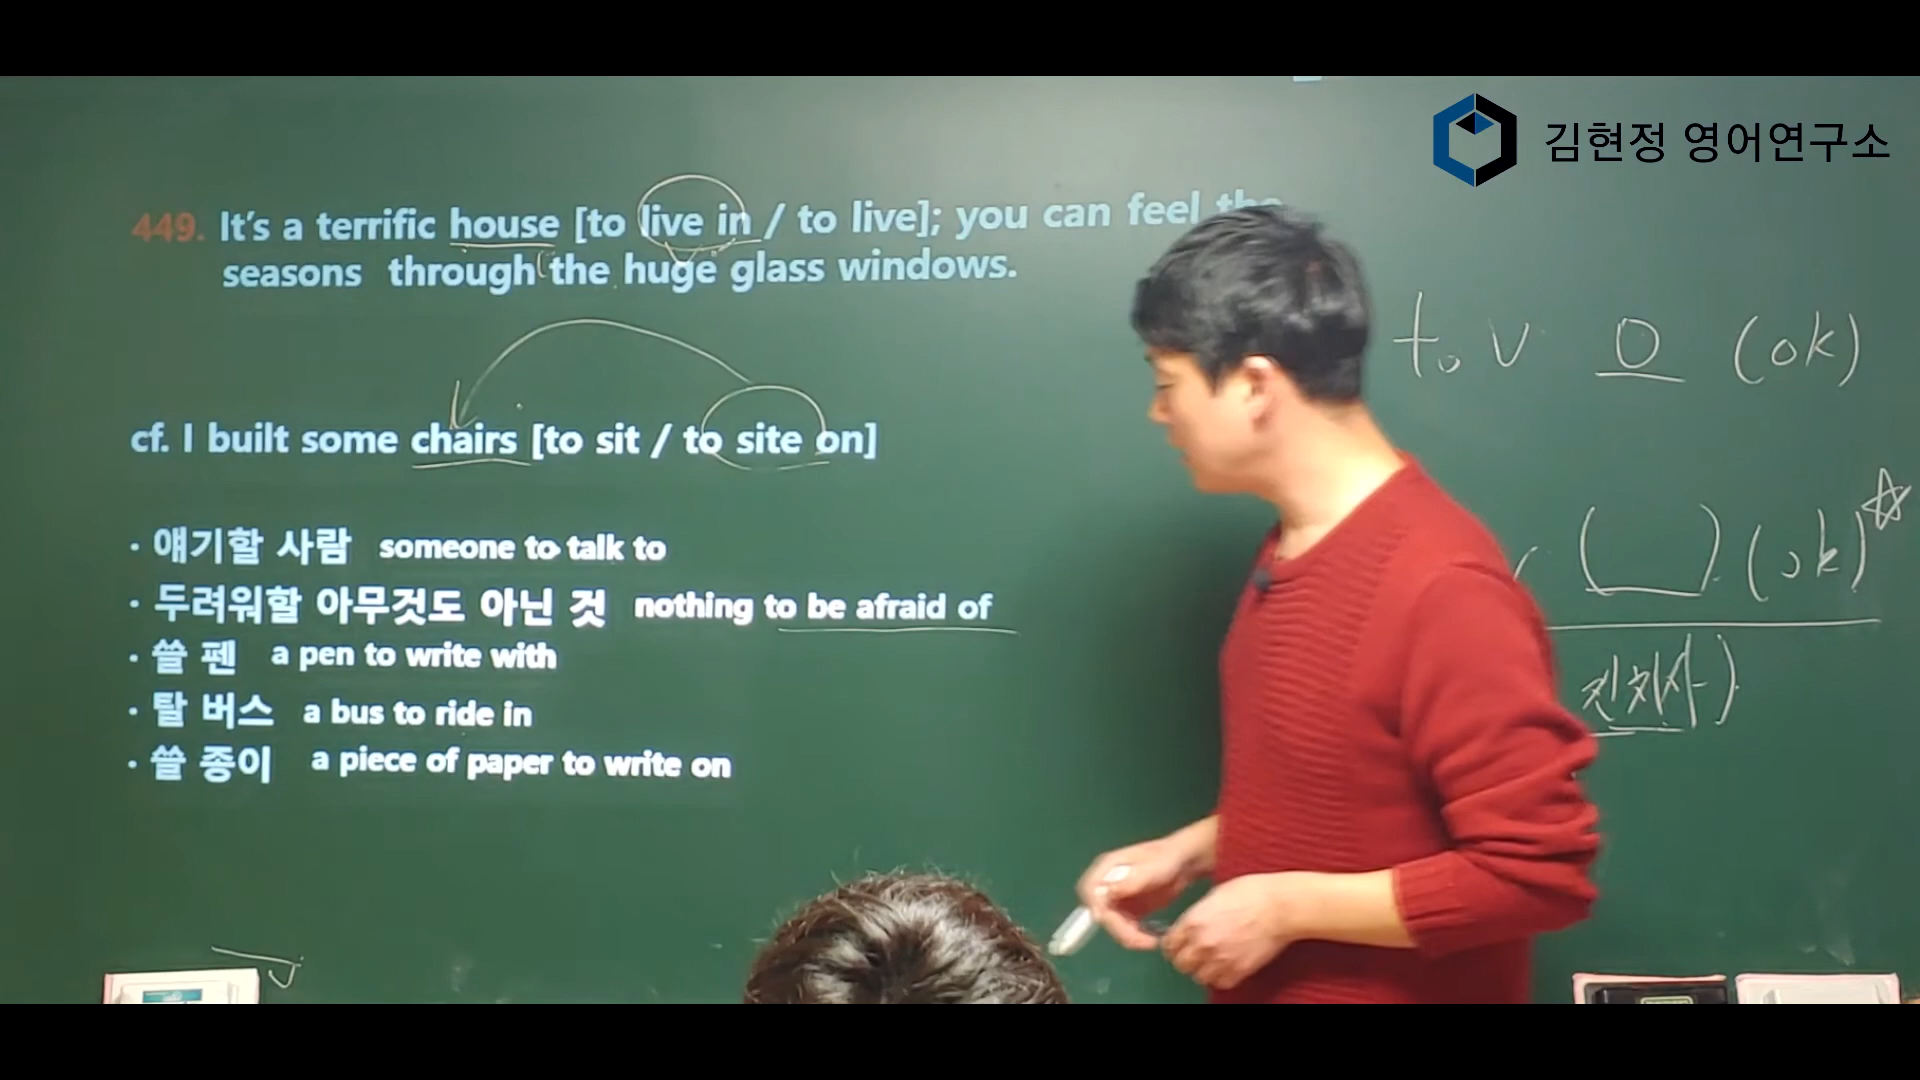 김현정 영어연구소
449. It's a terrific house [to live in / to live]; you can feel the
seasons through the huge glass windows.
to V O (ok)
cf. I built some chairs [to sit / to site on]
(ok)
· 얘기할 사람 someone to talk to
· 두려워할 아무것도 아닌 것 nothing to be afraid of
· 쓸 펜 a pen to write with
· 탈 버스 a bus to ride in
· 쓸 종이 a piece of paper to write on